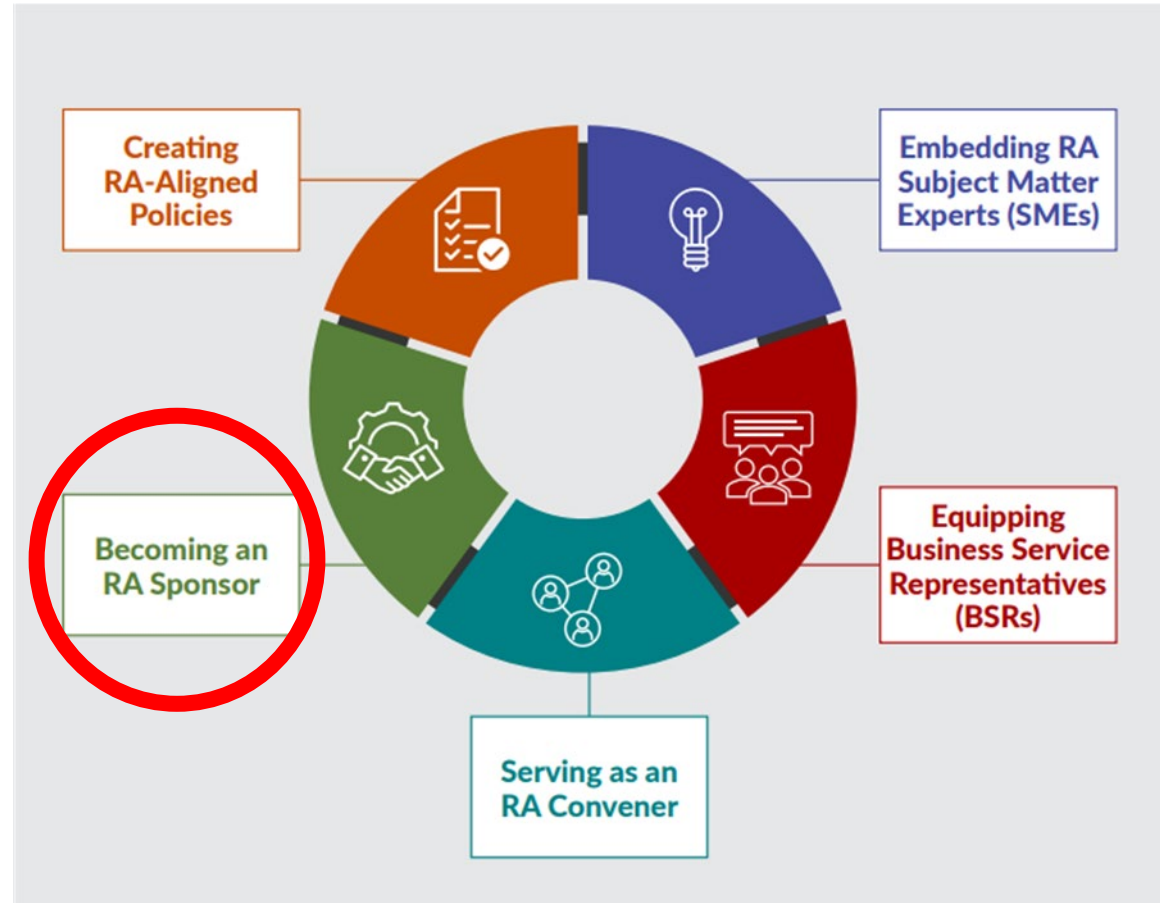 Creating
RA-Aligned
Policies
Embedding RA
Subject Matter
Experts (SMEs)
Becoming an
RA Sponsor
Equipping
Business Service
Representatives
(BSRs)
Serving as an
RA Convener